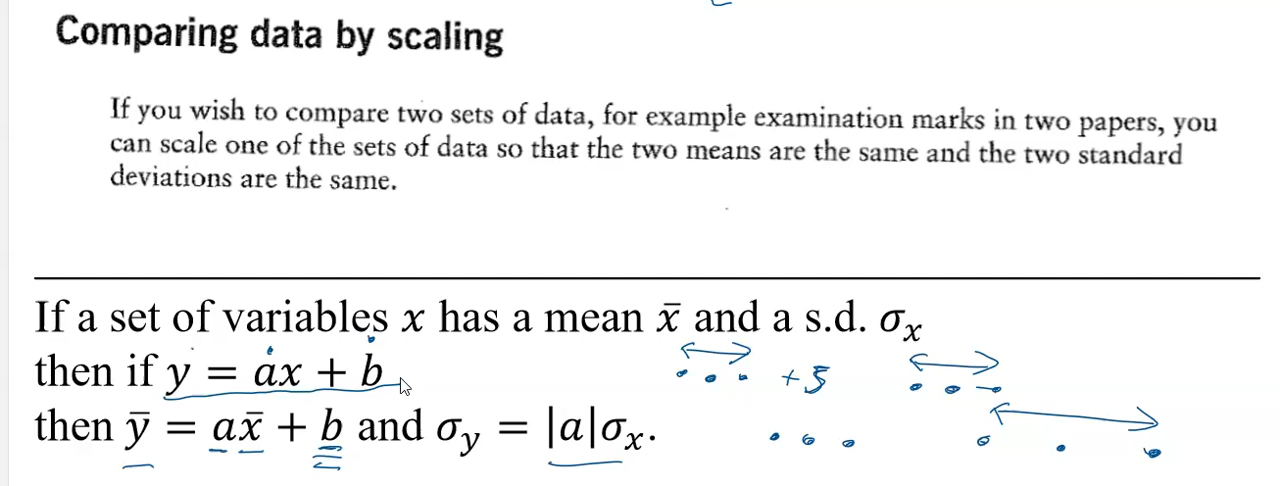 Comparing data by scaling
If you wish to compare two sets of data, for example examination marks in two papers, you
can scale one of the sets of data so that the two means are the same and the two standard
deviations are the same.
If a set of variables x has a mean x̄ and a s.d. σₓ
then if y = ax + b
+5
then ȳ = ax̄ + b and σᵧ = |a|σₓ.